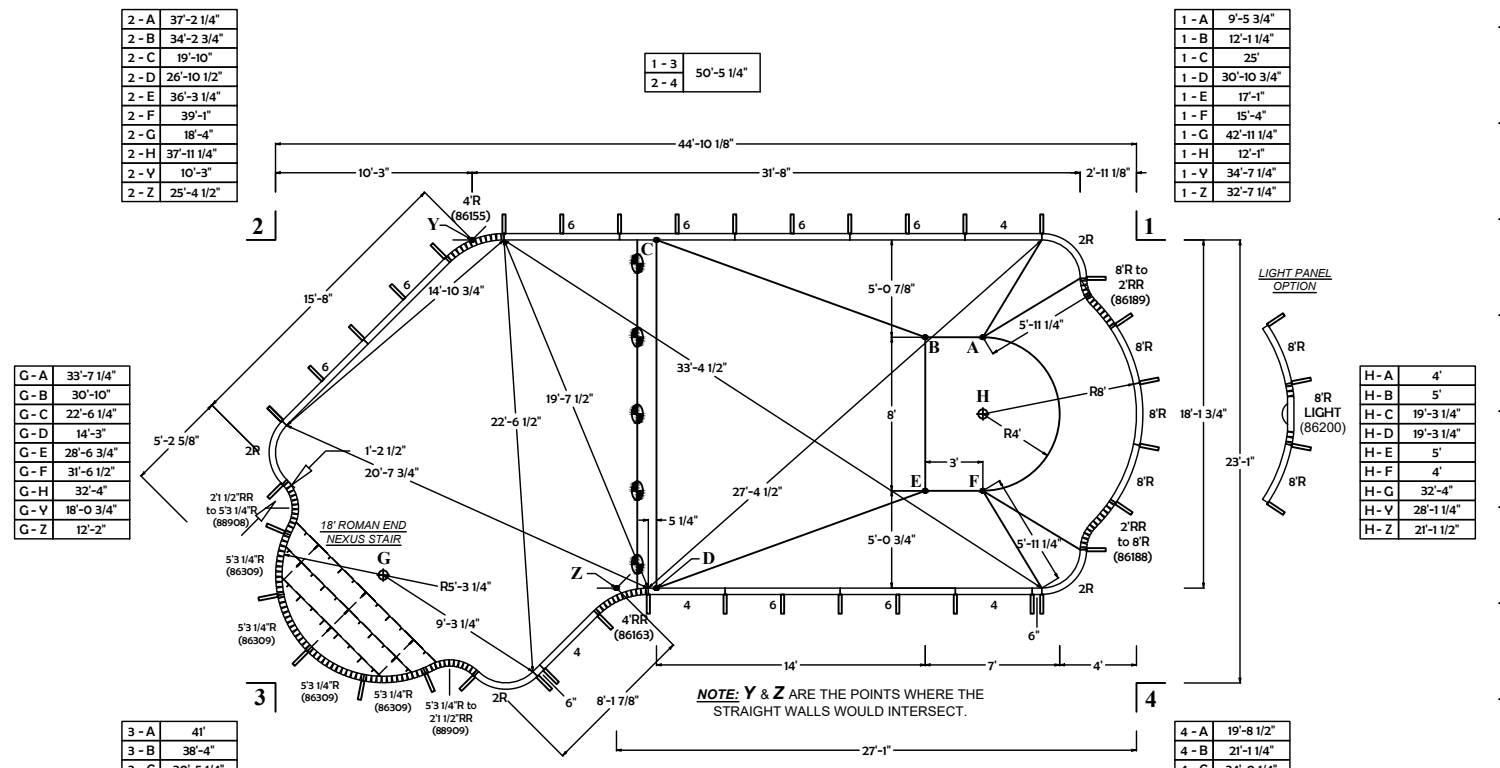 2 - A 37'-2 1/4"
2 - B 34'-2 3/4"
2 - C 19'-10"
2 - D 26'-10 1/2"
2 - E 36'-3 1/4"
2 - F 39'-1"
2 - G 18'-4"
2 - H 37'-11 1/4"
2 - Y 10'-3"
2 - Z 25'-4 1/2"
1 - 3
2 - 4
50'-5 1/4"
1 - A 9'-5 3/4"
1 - B 12'-1 1/4"
1 - C 25'
1 - D 30'-10 3/4"
1 - E 17'-1"
1 - F 15'-4"
1 - G 42'-11 1/4"
1 - H 12'-1"
1 - Y 34'-7 1/4"
1 - Z 32'-7 1/4"
44'-10 1/8"
10'-3"
31'-8"
2'-11 1/8"
2
Y
4'R
(86155)
6
6
6
6
4
2R
1
C
8'R to
2'RR
(86189)
LIGHT PANEL
OPTION
15'-8"
6
14'-10 3/4"
5'-0 7/8"
5'-11 1/4"
8'R
8'R
6
B
A
33'-4 1/2"
G - A 33'-7 1/4"
G - B 30'-10"
G - C 22'-6 1/4"
G - D 14'-3"
G - E 28'-6 3/4"
G - F 31'-6 1/2"
G - H 32'-4"
G - Y 18'-0 3/4"
G - Z 12'-2"
H - A 4'
H - B 5'
H - C 19'-3 1/4"
H - D 19'-3 1/4"
H - E 5'
H - F 4'
H - G 32'-4"
H - Y 28'-1 1/4"
H - Z 21'-1 1/2"
19'-7 1/2"
22'-6 1/2"
H
R8'
8'
R4'
8'R
18'-1 3/4"
8'R
LIGHT
(86200)
5'-2 5/8"
2R
1'-2 1/2"
20'-7 3/4"
3'
23'-1"
27'-4 1/2"
E
F
8'R
8'R
2'1 1/2"RR
to 5'3 1/4"R
(88908)
18' ROMAN END
NEXUS STAIR
5 1/4"
2'RR
to 8'R
(86188)
5'-0 3/4"
5'-11 1/4"
G
Z
D
5'3 1/4"R
(86309)
R5'-3 1/4"
2R
4
6
6
4
6"
4'RR
(86163)
9'-3 1/4"
5'3 1/4"R
(86309)
4
14'
7'
4'
5'3 1/4"R
(86309)
5'3 1/4"R
(86309)
5'3 1/4"R to
2'1 1/2"RR
(88909)
2R
6"
8'-1 7/8"
3
4
NOTE: Y & Z ARE THE POINTS WHERE THE
STRAIGHT WALLS WOULD INTERSECT.
27'-1"
3 - A 41'
3 - B 38'-4"
4 - A 19'-8 1/2"
4 - B 21'-1 1/4"